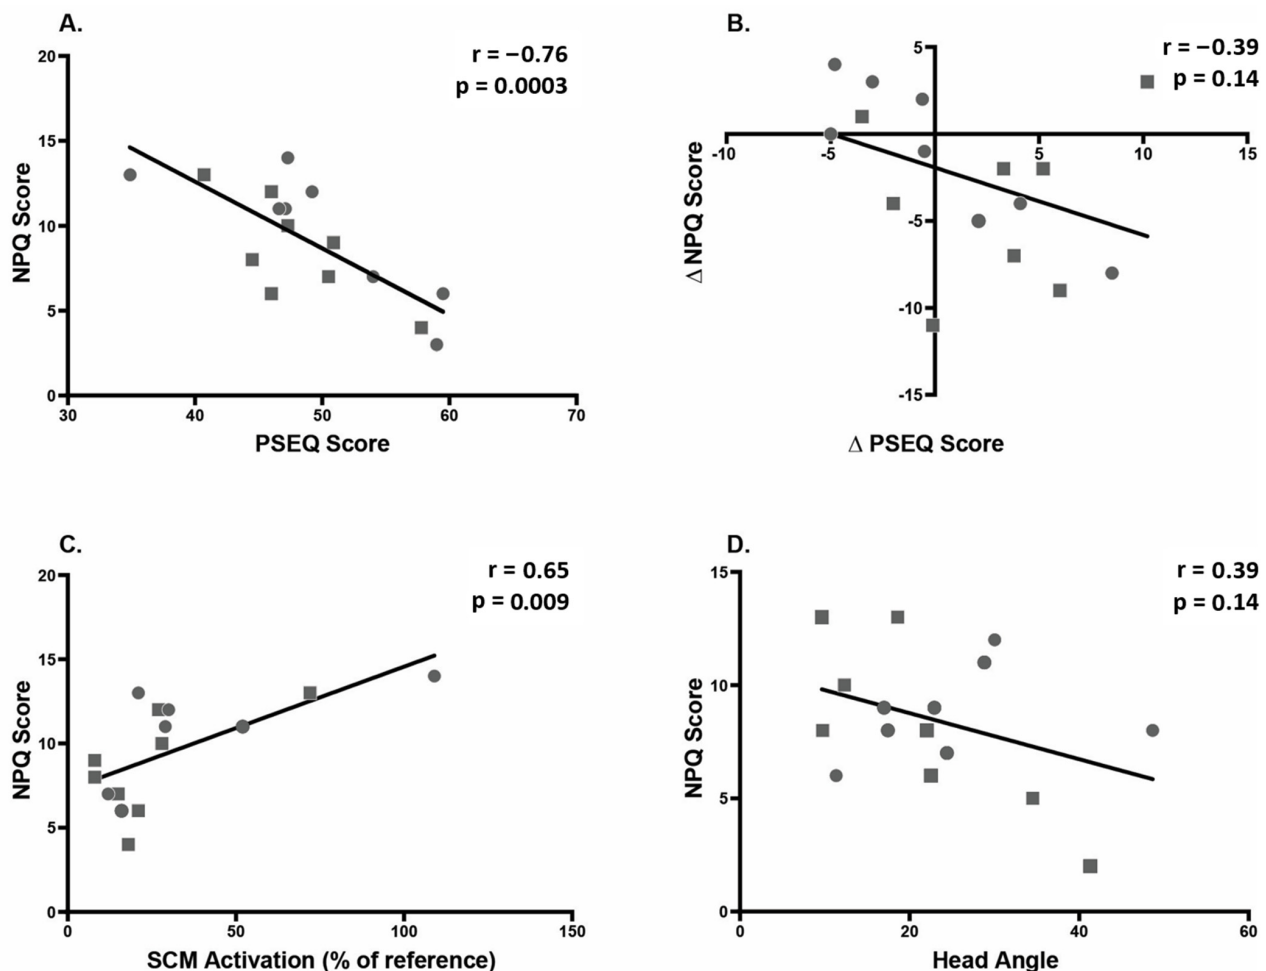 A.
r = −0.76
p = 0.0003
20
15
10
5
0
30 40 50 60 70
NPQ Score
PSEQ Score
B.
r = −0.39
p = 0.14
5
-10 -5 5 10 15
-5
-10
-15
Δ NPQ Score
Δ PSEQ Score
C.
r = 0.65
p = 0.009
20
15
10
5
0
0 50 100 150
NPQ Score
SCM Activation (% of reference)
D.
r = 0.39
p = 0.14
15
10
5
0
0 20 40 60
NPQ Score
Head Angle